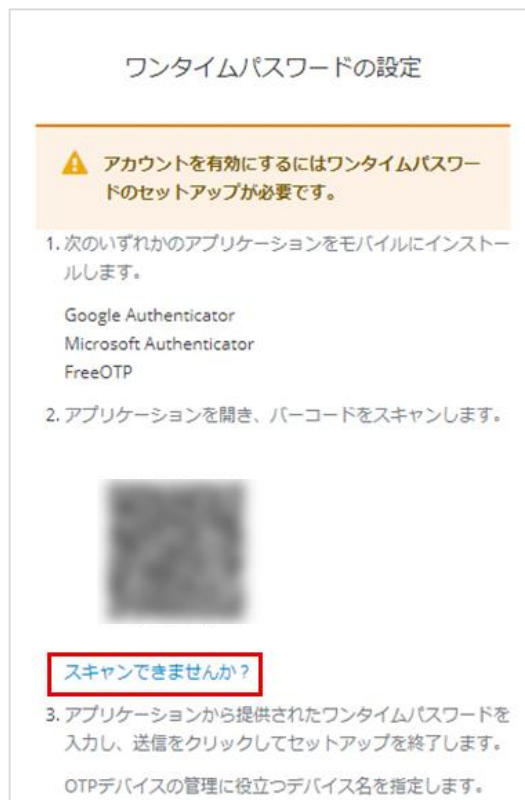 ワンタイムパスワードの設定
アカウントを有効にするにはワンタイムパスワー
ドのセットアップが必要です。
1. 次のいずれかのアプリケーションをモバイルにインストー
ルします。
Google Authenticator
Microsoft Authenticator
FreeOTP
2. アプリケーションを開き、バーコードをスキャンします。
スキャンできませんか?
3. アプリケーションから提供されたワンタイムパスワードを
入力し、送信をクリックしてセットアップを終了します。
OTPデバイスの管理に役立つデバイス名を指定します。